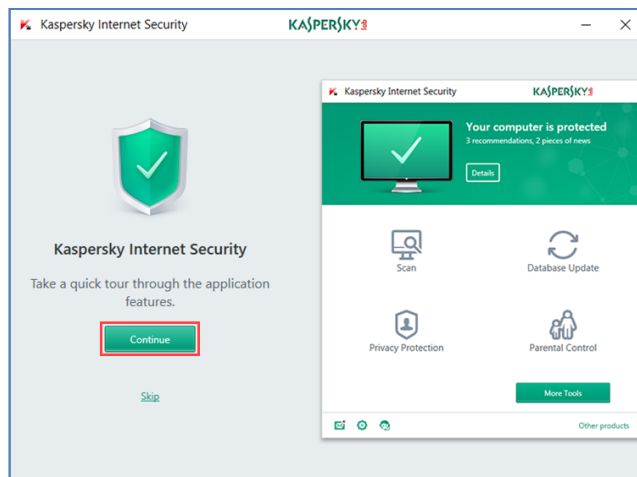 Kaspersky Internet Security
KASPERSKY lab
Kaspersky Internet Security
Take a quick tour through the application
features.
Continue
Skip
Kaspersky Internet Security
KASPERSKY lab
Your computer is protected
3 recommendations, 2 pieces of news
Details
Scan
Database Update
Privacy Protection
Parental Control
More Tools
Other products